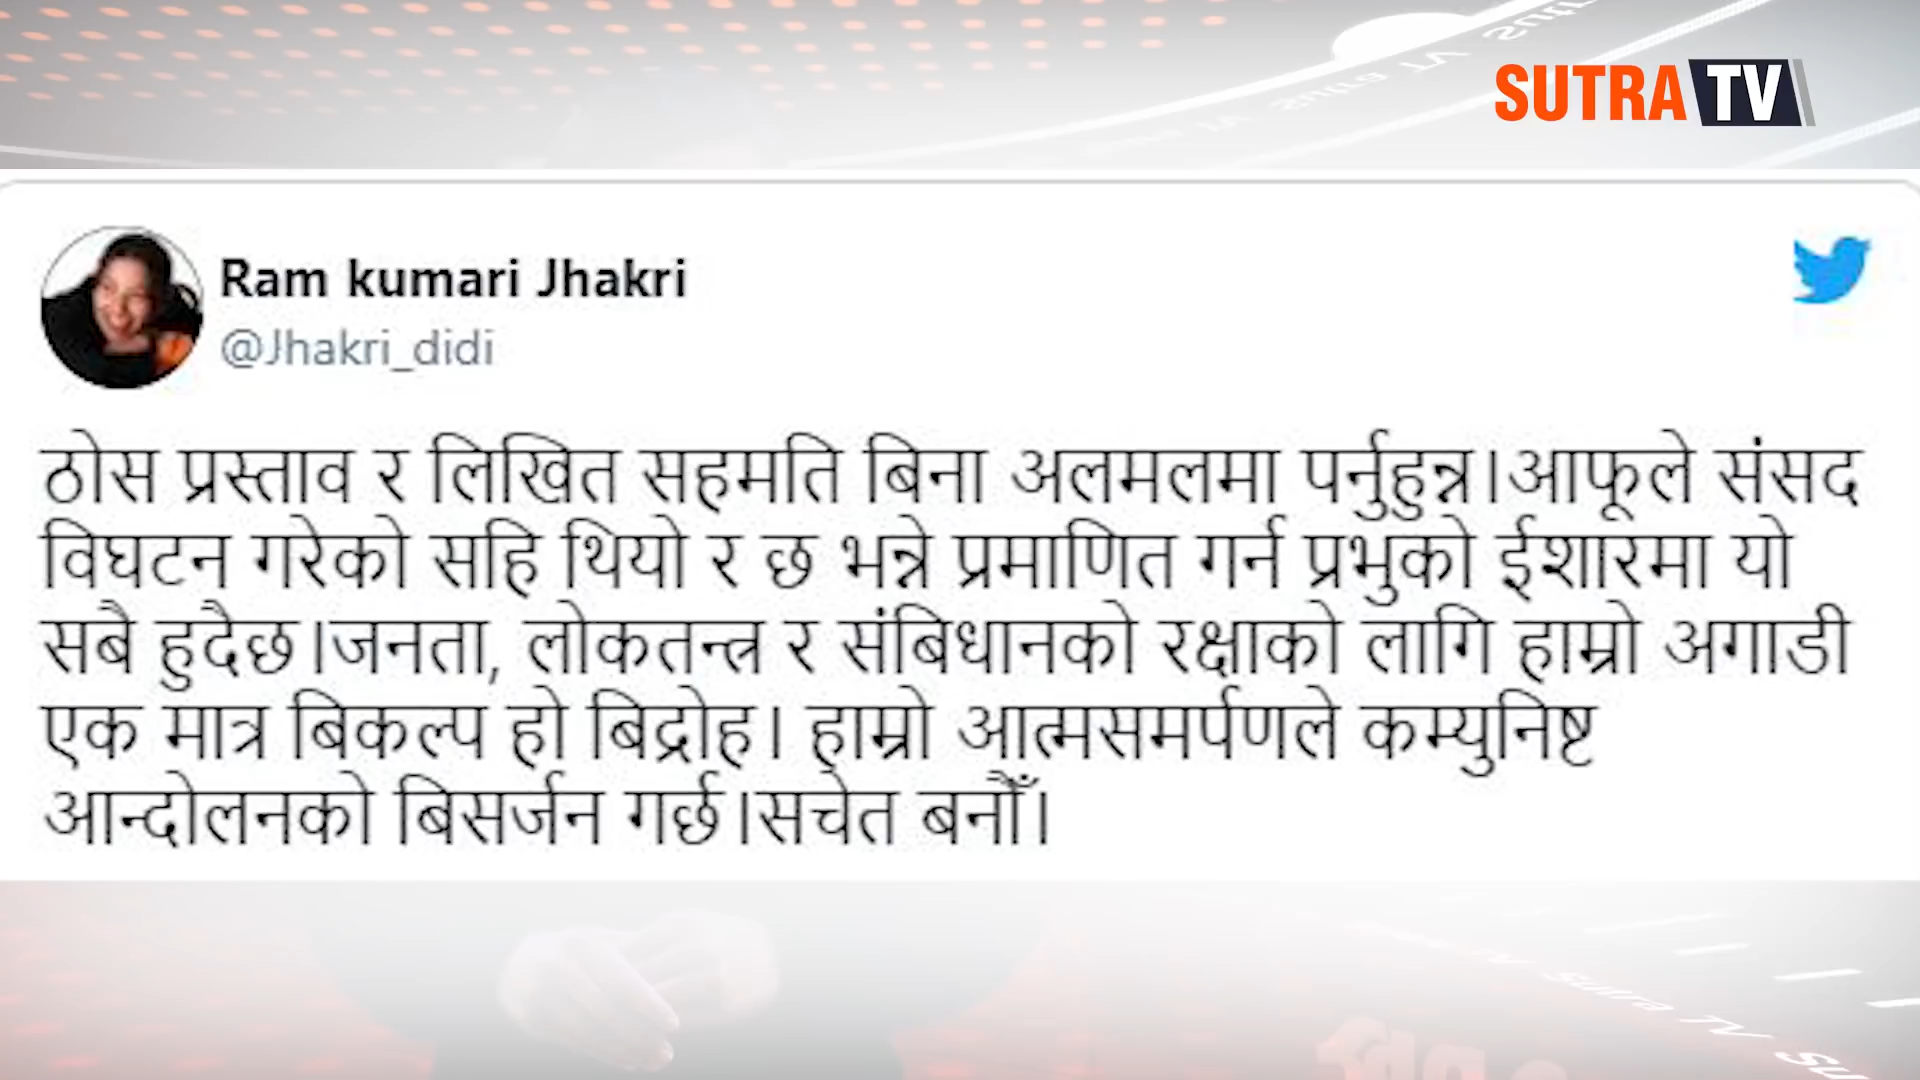 SUTRA TV
Ram kumari Jhakri
@Jhakri_didi
ठोस प्रस्ताव र लिखित सहमति बिना अलमलमा पर्नुहुन्न।आफूले संसद
विघटन गरेको सहि थियो र छ भन्ने प्रमाणित गर्न प्रभुको ईशारमा यो
सबै हुदैछ।जनता, लोकतन्त्र र संबिधानको रक्षाको लागि हाम्रो अगाडी
एक मात्र बिकल्प हो बिद्रोह। हाम्रो आत्मसमर्पणले कम्युनिष्ट
आन्दोलनको बिसर्जन गर्छ।सचेत बनौँ।
Sutra TV